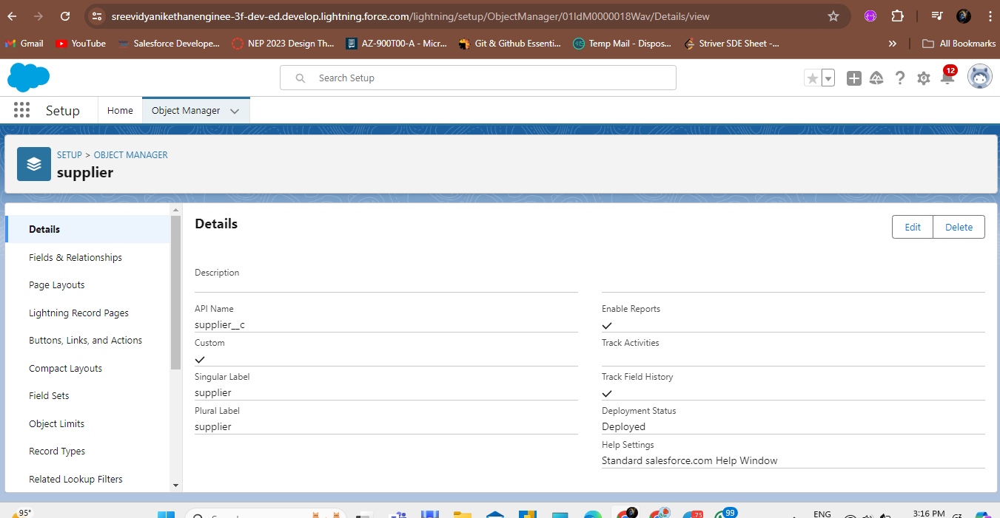 sreevidyanikethanenginee-3f-dev-ed.develop.lightning.force.com/lightning/setup/ObjectManager/01IdM0000018Wav/Details/view
Gmail YouTube Salesforce Develope... NEP 2023 Design Th... AZ-900T00-A - Micr... Git & Github Essenti... Temp Mail - Dispos... Striver SDE Sheet -... » All Bookmarks
Search Setup
12
Setup Home Object Manager
SETUP > OBJECT MANAGER
supplier
Details
Fields & Relationships
Page Layouts
Lightning Record Pages
Buttons, Links, and Actions
Compact Layouts
Field Sets
Object Limits
Record Types
Related Lookup Filters
Details
Edit Delete
Description
API Name
supplier__c
Custom
Singular Label
supplier
Plural Label
supplier
Enable Reports
Track Activities
Track Field History
Deployment Status
Deployed
Help Settings
Standard salesforce.com Help Window
95°
75
99
ENG
3:16 PM